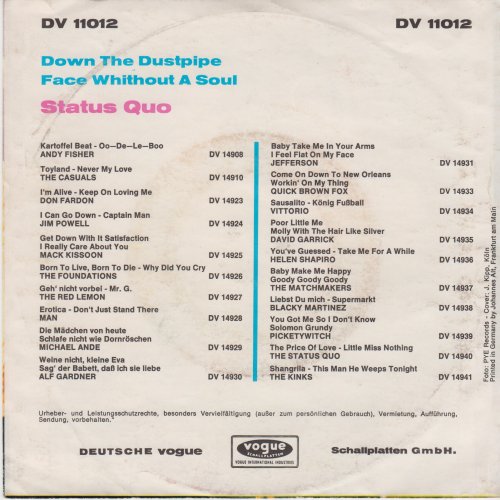 DV 11012 DV 11012
Down The Dustpipe
Face Whithout A Soul
Status Quo
Kartoffel Beat - Oo—De—Le—Boo
ANDY FISHER DV 14908
Toyland - Never My Love
THE CASUALS DV 14910
I'm Alive - Keep On Loving Me
DON FARDON DV 14923
I Can Go Down - Captain Man
JIM POWELL DV 14924
Get Down With It Satisfaction
I Really Care About You
MACK KISSOON DV 14925
Born To Live, Born To Die - Why Did You Cry
THE FOUNDATIONS DV 14926
Geh' nicht vorbei - Mr. G.
THE RED LEMON DV 14927
Erotica - Don't Just Stand There
MAN DV 14928
Die Mädchen von heute
Schlafe nicht wie Dornröschen
MICHAEL ANDE DV 14929
Weine nicht, kleine Eva
Sag' der Babett, daß ich sie liebe
ALF GARDNER DV 14930
Baby Take Me In Your Arms
I Feel Flat On My Face
JEFFERSON DV 14931
Come On Down To New Orleans
Workin' On My Thing
QUICK BROWN FOX DV 14933
Sausalito - König Fußball
VITTORIO DV 14934
Poor Little Me
Molly With The Hair Like Silver
DAVID GARRICK DV 14935
You've Guessed - Take Me For A While
HELEN SHAPIRO DV 14936
Baby Make Me Happy
Goody Goody Goody
THE MATCHMAKERS DV 14937
Liebst Du mich - Supermarkt
BLACKY MARTINEZ DV 14938
You Got Me So I Don't Know
Solomon Grundy
PICKETYWITCH DV 14939
The Price Of Love - Little Miss Nothing
THE STATUS QUO DV 14940
Shangrila - This Man He Weeps Tonight
THE KINKS DV 14941
Foto: PYE Records - Cover: J. Kipp, Köln
Printed in Germany by Johannes Alt, Frankfurt am Main
Urheber- und Leistungsschutzrechte, besonders Vervielfältigung (außer zum persönlichen Gebrauch), Vermietung, Aufführung,
Sendung, vorbehalten."
DEUTSCHE vogue vogue Schallplatten GmbH.
SCHALLPLATTEN
VOGUE INTERNATIONAL INDUSTRIES